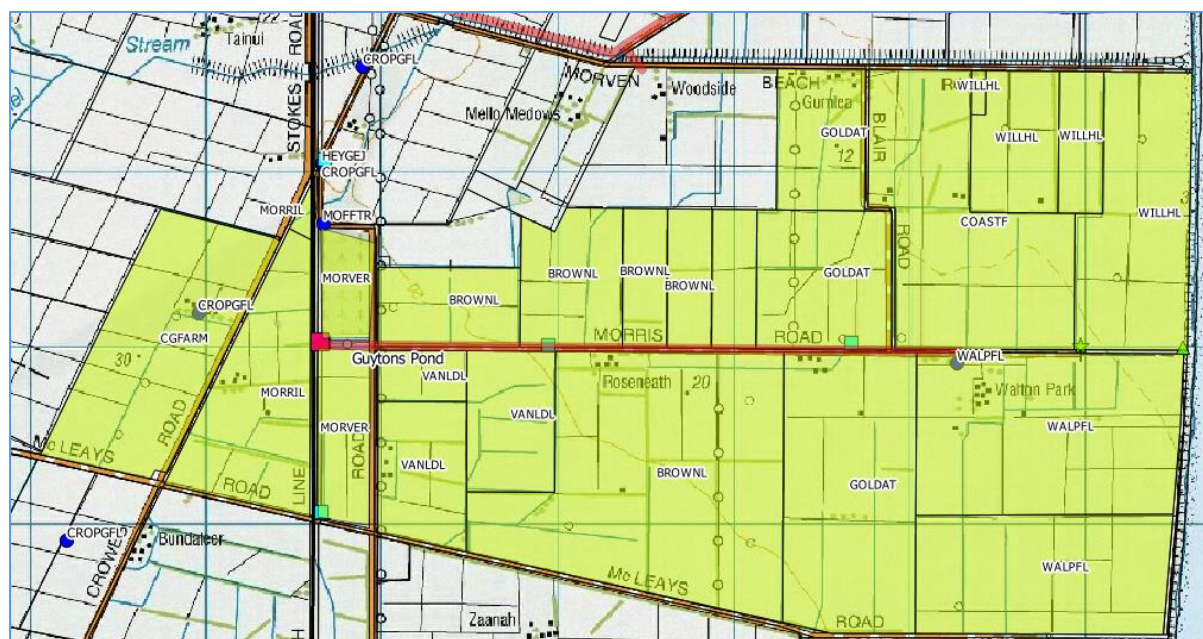 Tainui
Stream
STOKES ROAD
CROPGFL
MORVEN
BEACH
Woodside
Mello Medows
Gumlea
WILLHL
GOLDAT
BLAIR
WILLHL
WILLHL
12
HEYGEJ
CROPGFL
MORRIL
MOFFTR
WILLHL
COASTF
ROAD
MORVER
BROWNL
BROWNL
BROWNL
BROWNL
GOLDAT
CROPGFL
CGFARM
30
MORRIS
ROAD
Guytons Pond
WALPFL
VANLDL
Roseneath
20
Walton Park
MORRIL
VANLDL
MORVER
WALPFL
ROAD
ROAD
McLEAYS
VANLDL
BROWNL
GOLDAT
ROAD
LINE
CROPGFL
Bundaleer
CROWES
McLEAYS
WALPFL
ROAD
Zaanah